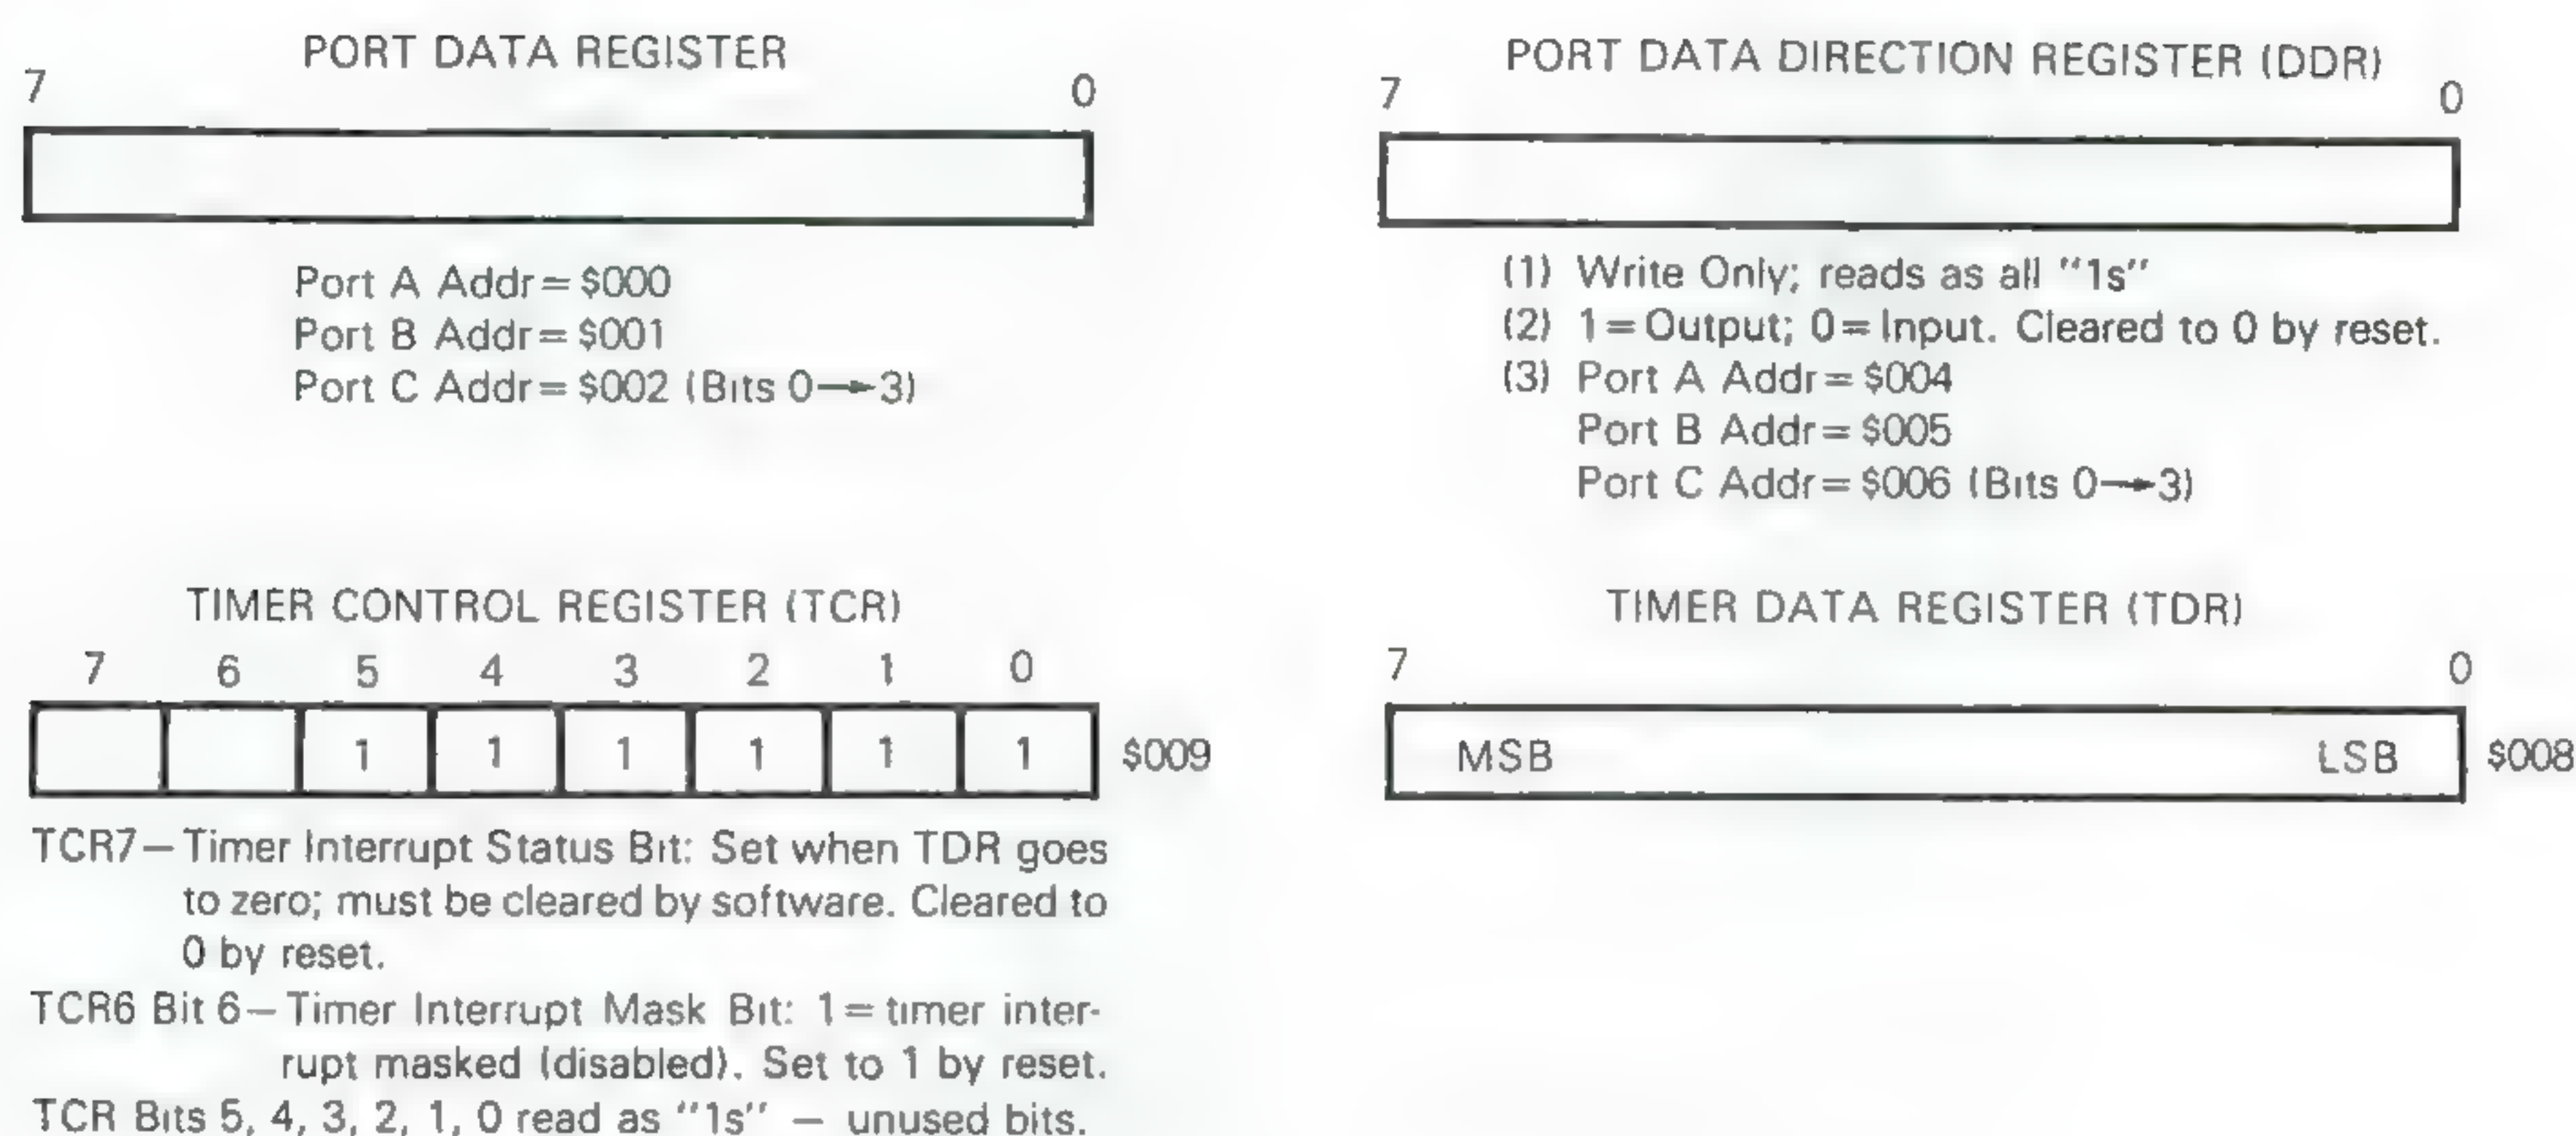 PORT DATA REGISTER
7 0
Port A Addr = $000
Port B Addr = $001
Port C Addr = $002 (Bits 0→3)
PORT DATA DIRECTION REGISTER (DDR)
7 0
(1) Write Only; reads as all "1s"
(2) 1 = Output; 0 = Input. Cleared to 0 by reset.
(3) Port A Addr = $004
Port B Addr = $005
Port C Addr = $006 (Bits 0→3)
TIMER CONTROL REGISTER (TCR)
7 6 5 4 3 2 1 0
1 1 1 1 1 1 $009
TCR7—Timer Interrupt Status Bit: Set when TDR goes
to zero; must be cleared by software. Cleared to
0 by reset.
TCR6 Bit 6—Timer Interrupt Mask Bit: 1 = timer inter-
rupt masked (disabled). Set to 1 by reset.
TCR Bits 5, 4, 3, 2, 1, 0 read as "1s" — unused bits.
TIMER DATA REGISTER (TDR)
7 0
MSB LSB $008